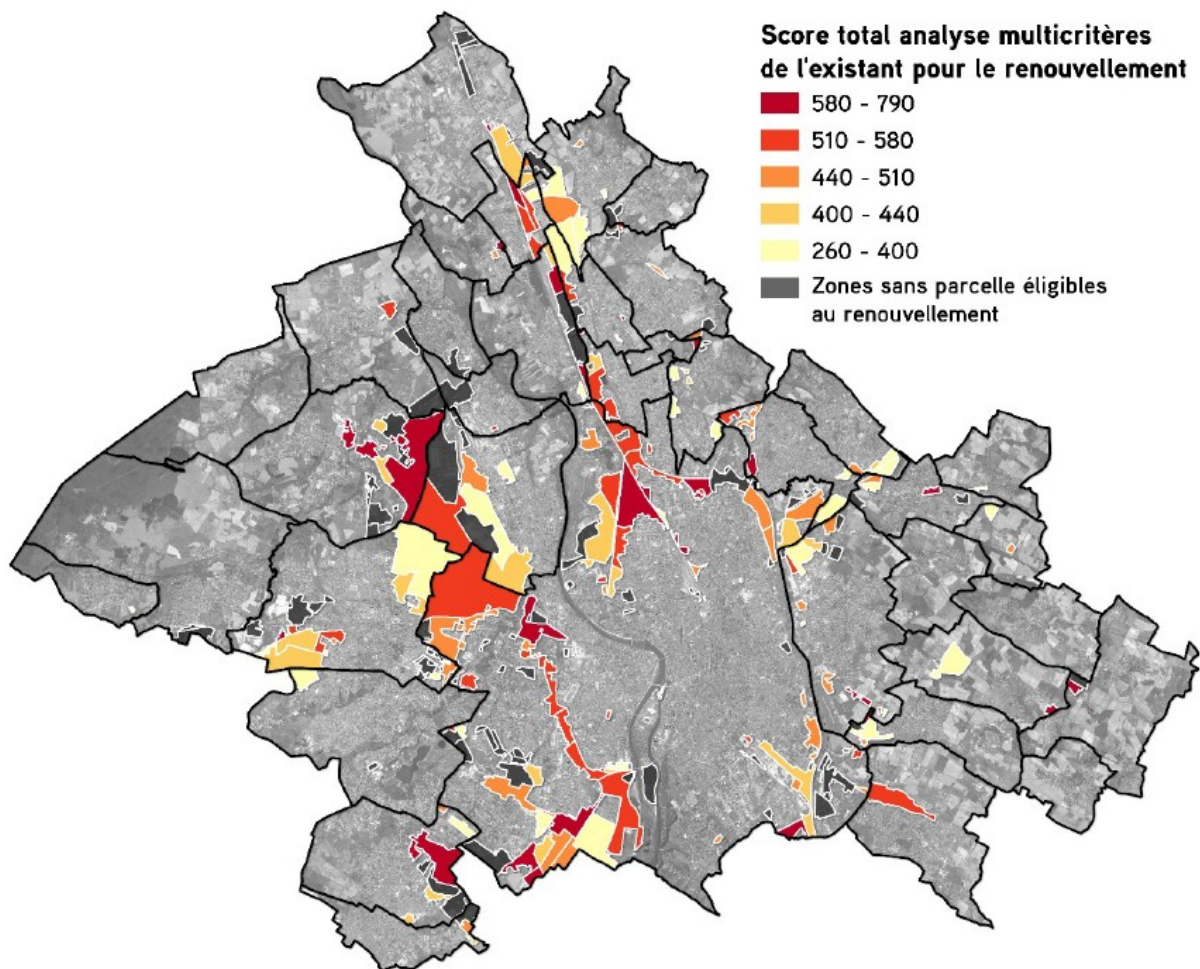 Score total analyse multicritères
de l'existant pour le renouvellement
580 - 790
510 - 580
440 - 510
400 - 440
260 - 400
Zones sans parcelle éligibles
au renouvellement